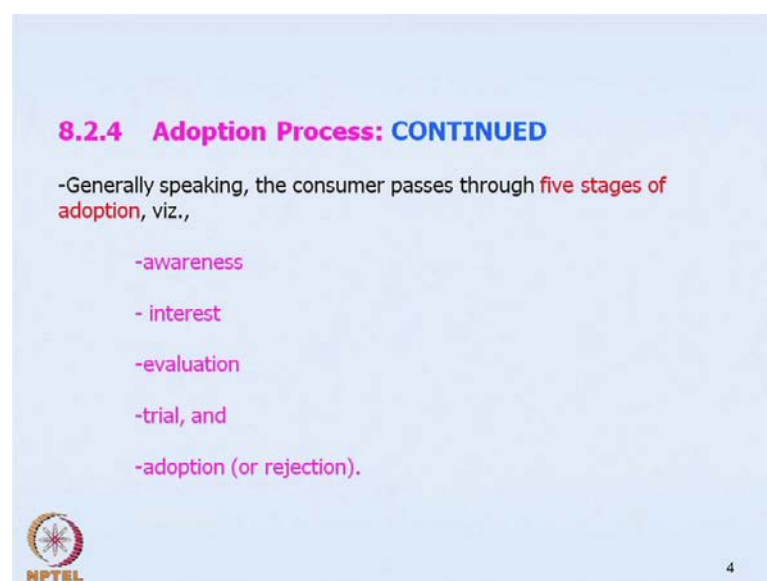 8.2.4 Adoption Process: CONTINUED
-Generally speaking, the consumer passes through five stages of
adoption, viz.,
-awareness
- interest
-evaluation
-trial, and
-adoption (or rejection).
NPTEL
4